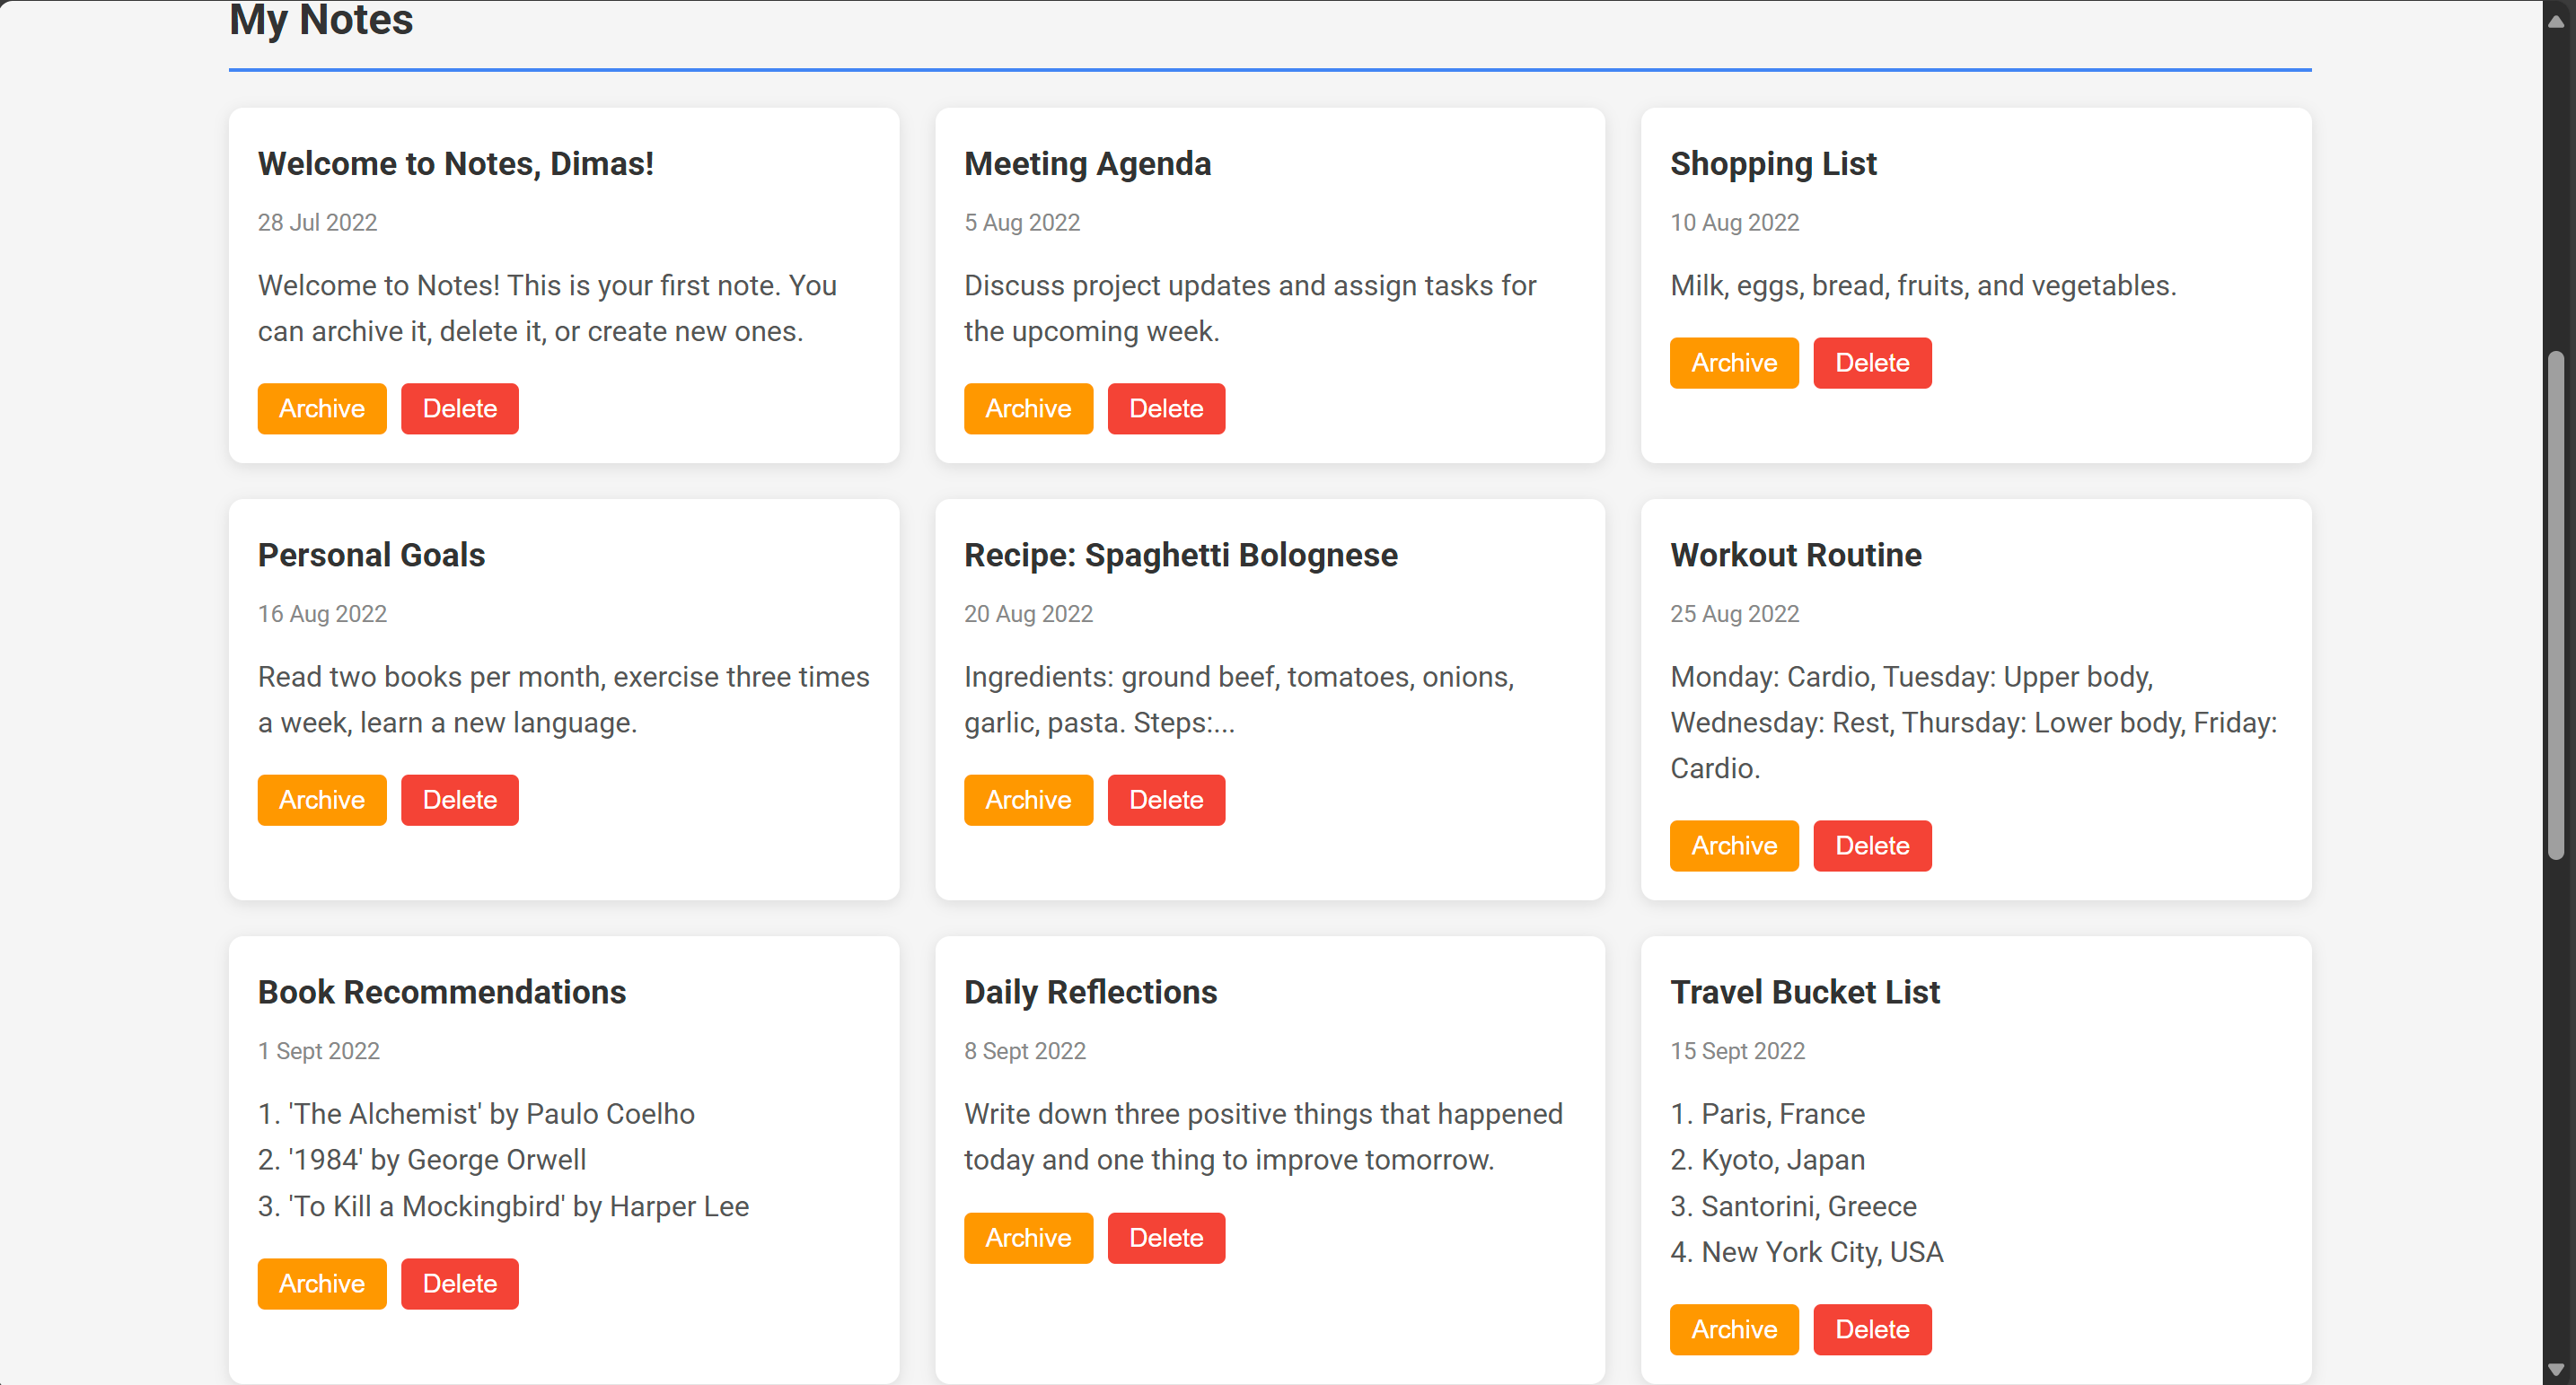 My Notes
Welcome to Notes, Dimas!
28 Jul 2022
Welcome to Notes! This is your first note. You
can archive it, delete it, or create new ones.
Archive Delete
Meeting Agenda
5 Aug 2022
Discuss project updates and assign tasks for
the upcoming week.
Archive Delete
Shopping List
10 Aug 2022
Milk, eggs, bread, fruits, and vegetables.
Archive Delete
Personal Goals
16 Aug 2022
Read two books per month, exercise three times
a week, learn a new language.
Archive Delete
Recipe: Spaghetti Bolognese
20 Aug 2022
Ingredients: ground beef, tomatoes, onions,
garlic, pasta. Steps:...
Archive Delete
Workout Routine
25 Aug 2022
Monday: Cardio, Tuesday: Upper body,
Wednesday: Rest, Thursday: Lower body, Friday:
Cardio.
Archive Delete
Book Recommendations
1 Sept 2022
1. 'The Alchemist' by Paulo Coelho
2. '1984' by George Orwell
3. 'To Kill a Mockingbird' by Harper Lee
Archive Delete
Daily Reflections
8 Sept 2022
Write down three positive things that happened
today and one thing to improve tomorrow.
Archive Delete
Travel Bucket List
15 Sept 2022
1. Paris, France
2. Kyoto, Japan
3. Santorini, Greece
4. New York City, USA
Archive Delete